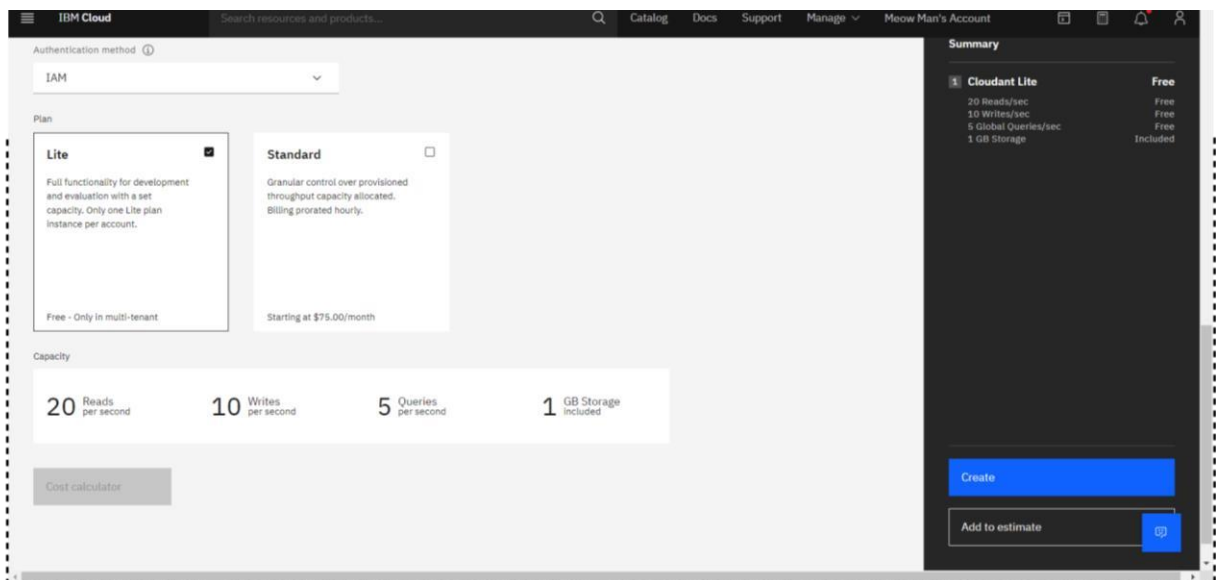 IBM Cloud
Search resources and products...
Catalog
Docs
Support
Manage
Meow Man's Account
Authentication method
IAM
Plan
Lite
Full functionality for development
and evaluation with a set
capacity. Only one Lite plan
instance per account.
Free - Only in multi-tenant
Standard
Granular control over provisioned
throughput capacity allocated.
Billing prorated hourly.
Starting at $75.00/month
Capacity
20 Reads per second
10 Writes per second
5 Queries per second
1 GB Storage included
Cost calculator
Summary
1 Cloudant Lite Free
20 Reads/sec Free
10 Writes/sec Free
5 Global Queries/sec Free
1 GB Storage Included
Create
Add to estimate